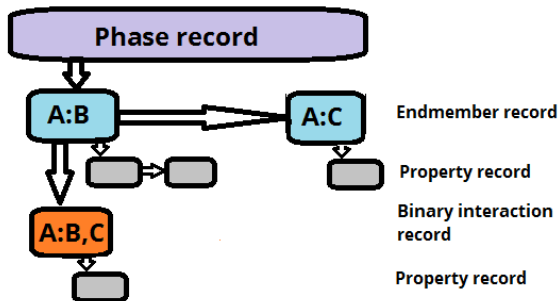 Phase record
A:B
A:C
Endmember record
Property record
Binary interaction
record
A:B,C
Property record